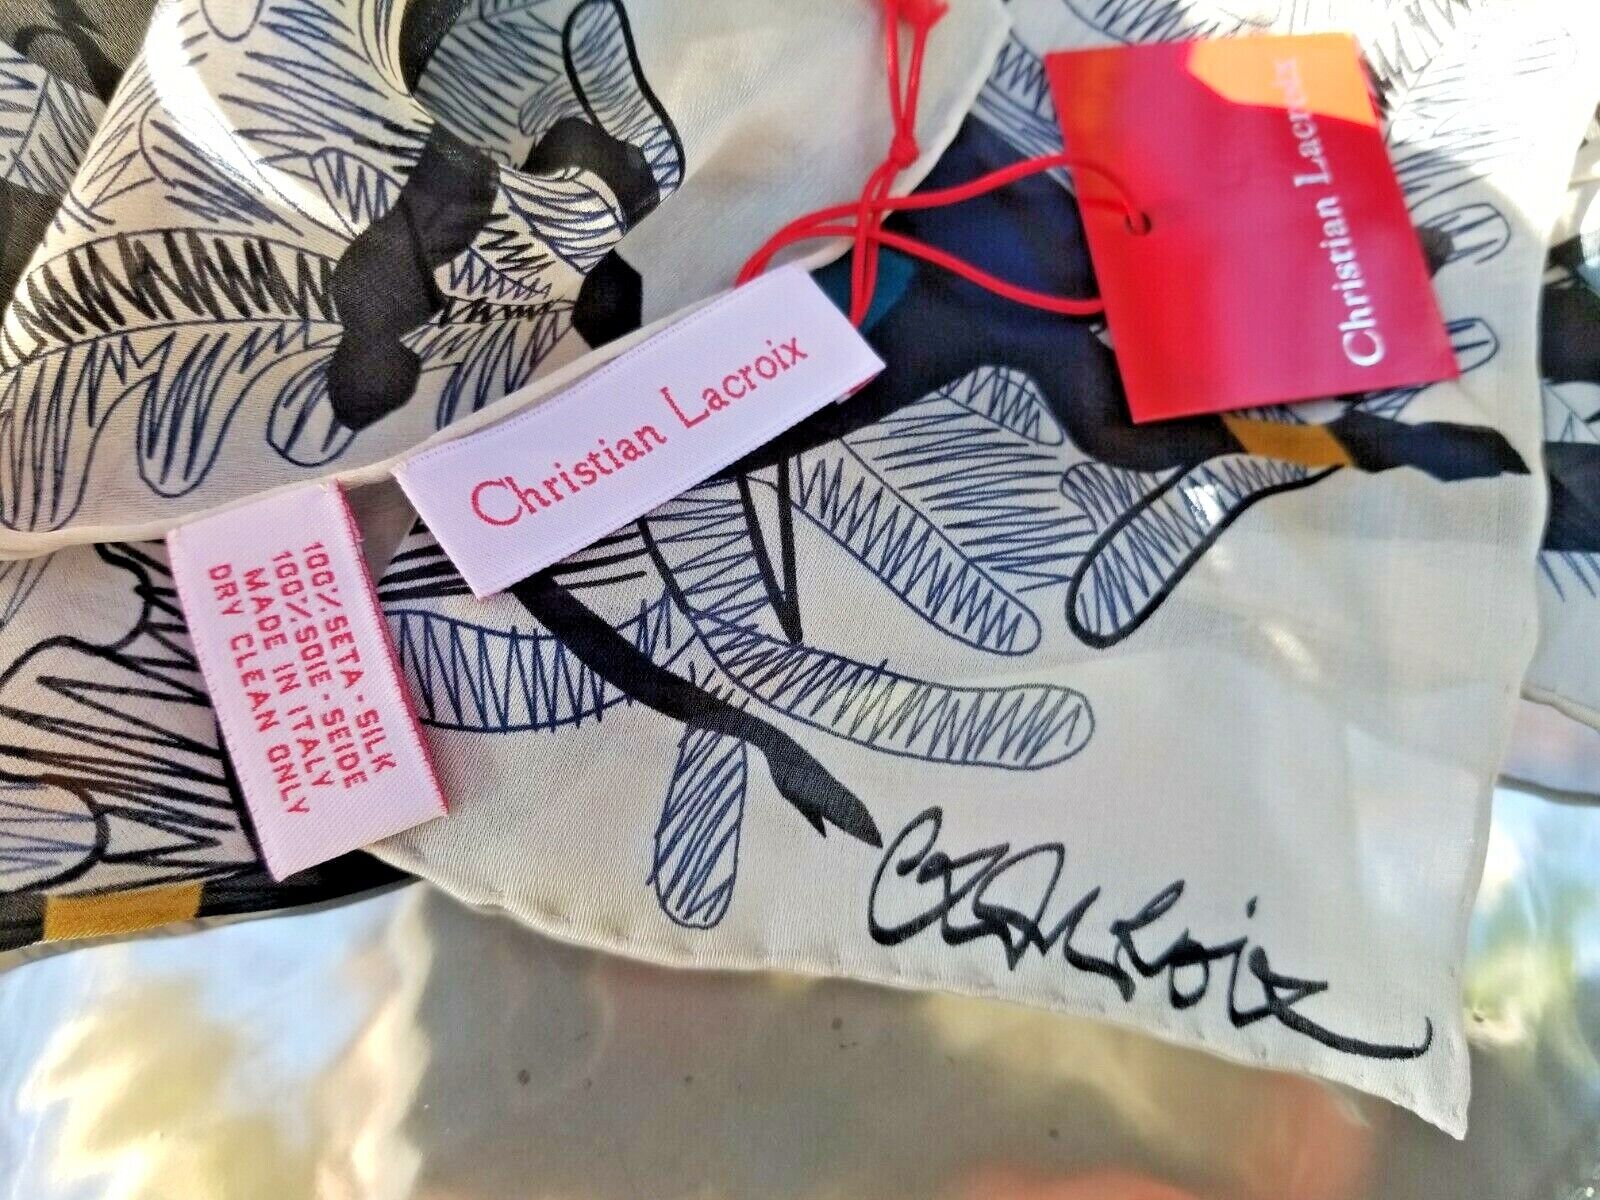 Christian Lacroix
Christian Lacroix
100% SETA - SILK
100% SOIE - SEIDE
MADE IN ITALY
DRY CLEAN ONLY